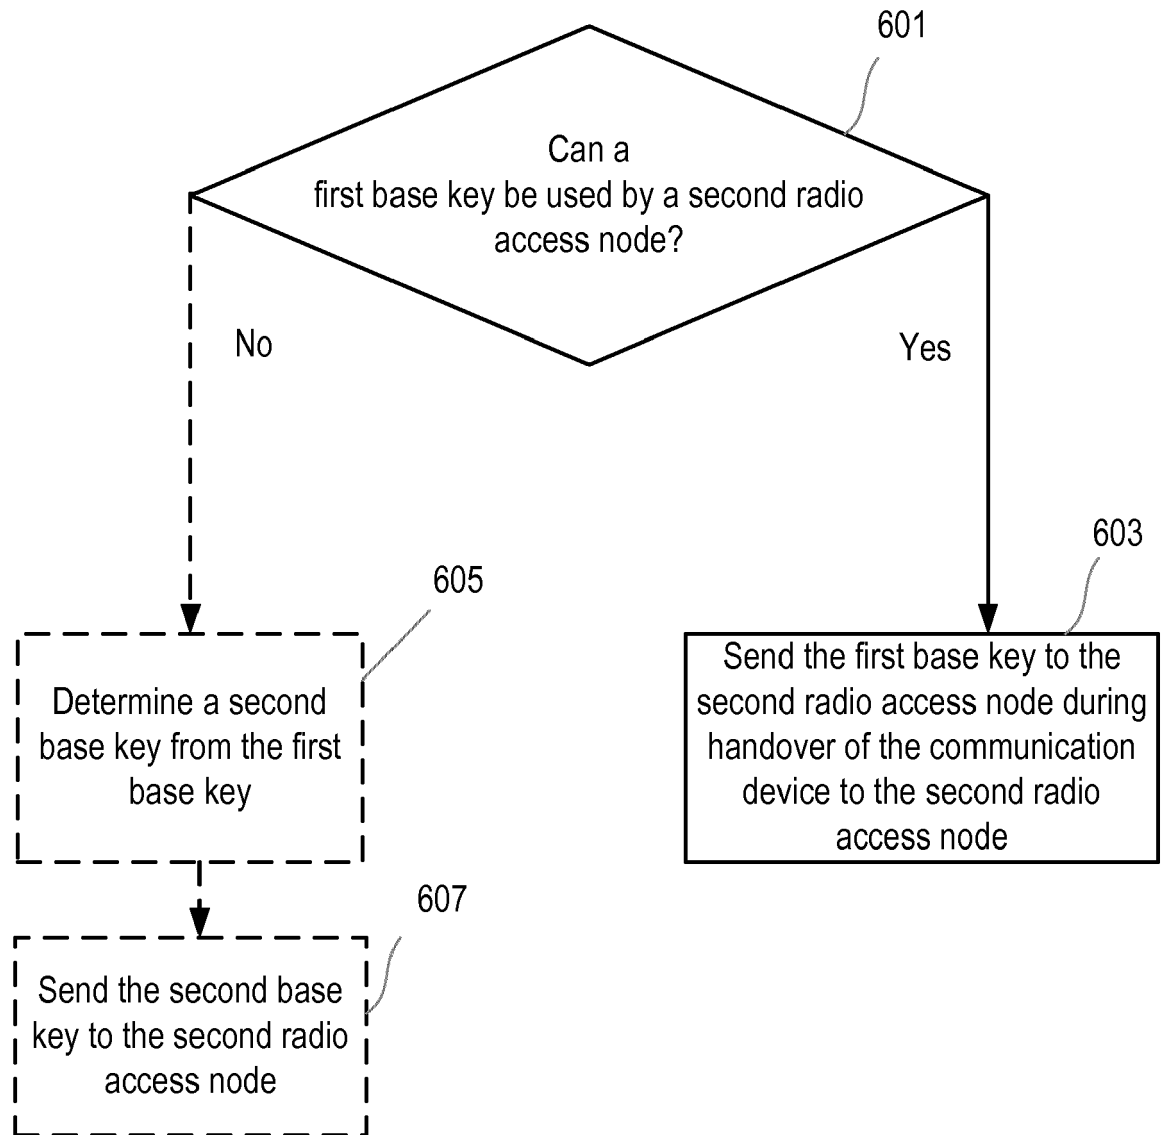 601
Can a
first base key be used by a second radio
access node?
No
Yes
603
Send the first base key to the
second radio access node during
handover of the communication
device to the second radio
access node
605
Determine a second
base key from the first
base key
607
Send the second base
key to the second radio
access node